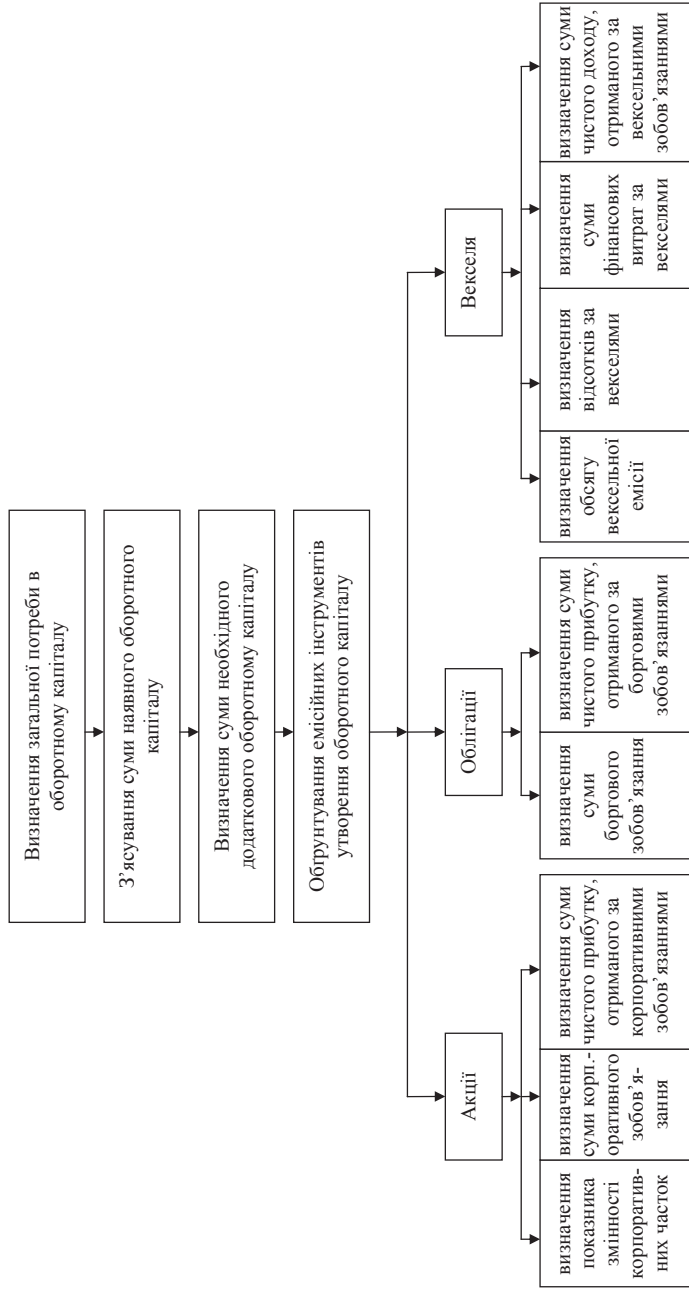 Визначення загальної потреби в
оборотному капіталу
З’ясування суми наявного оборотного
капіталу
Визначення суми необхідного
додаткового оборотному капіталу
Обґрунтування емісійних інструментів
утворення оборотного капіталу
Акції
Облігації
Векселя
визначення
показника
змінності
корпоратив-
них часток
визначення
суми корп.-
оративного
зобов’я-
зання
визначення суми
чистого прибутку,
отриманого за
корпоративними
зобов’язаннями
визначення
суми
боргового
зобов’язання
визначення суми
чистого прибутку,
отриманого за
борговими
зобов’язаннями
визначення
обсягу
вексельної
емісії
визначення
відсотків за
векселями
визначення
суми
фінансових
витрат за
векселями
визначення суми
чистого доходу,
отриманого за
вексельними
зобов’язаннями